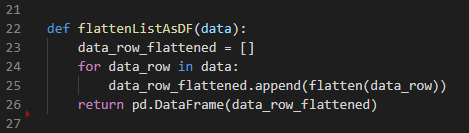 21
22 def flattenListAsDF(data):
23     data_row_flattened = []
24     for data_row in data:
25         data_row_flattened.append(flatten(data_row))
26     return pd.DataFrame(data_row_flattened)
27